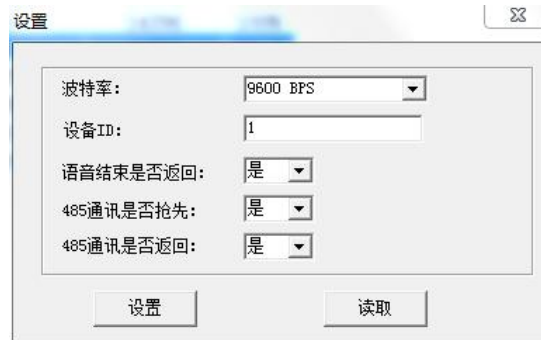 设置
波特率: 9600 BPS
设备ID: 1
语音结束是否返回: 是
485通讯是否抢先: 是
485通讯是否返回: 是
设置 读取